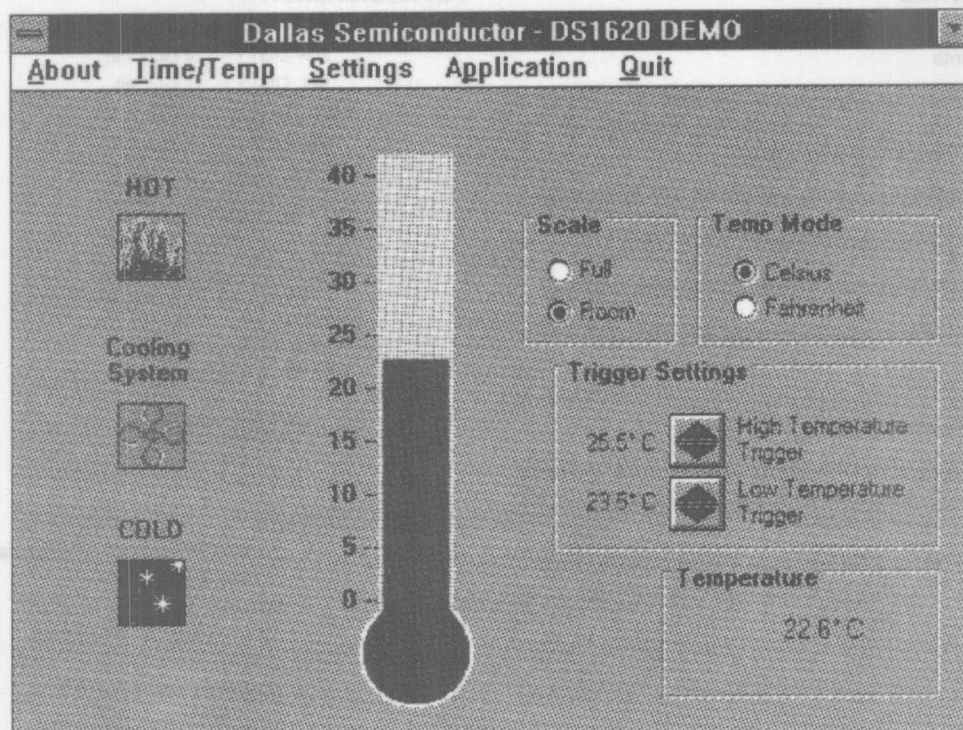 Dallas Semiconductor - DS1620 DEMO
About Time/Temp Settings Application Quit
HOT
Cooling
System
COLD
40
35
30
25
20
15
10
5
0
Scale
Full
Room
Temp Mode
Celsius
Fahrenheit
Trigger Settings
25.5° C
High Temperature
Trigger
23.5° C
Low Temperature
Trigger
Temperature
22.6° C